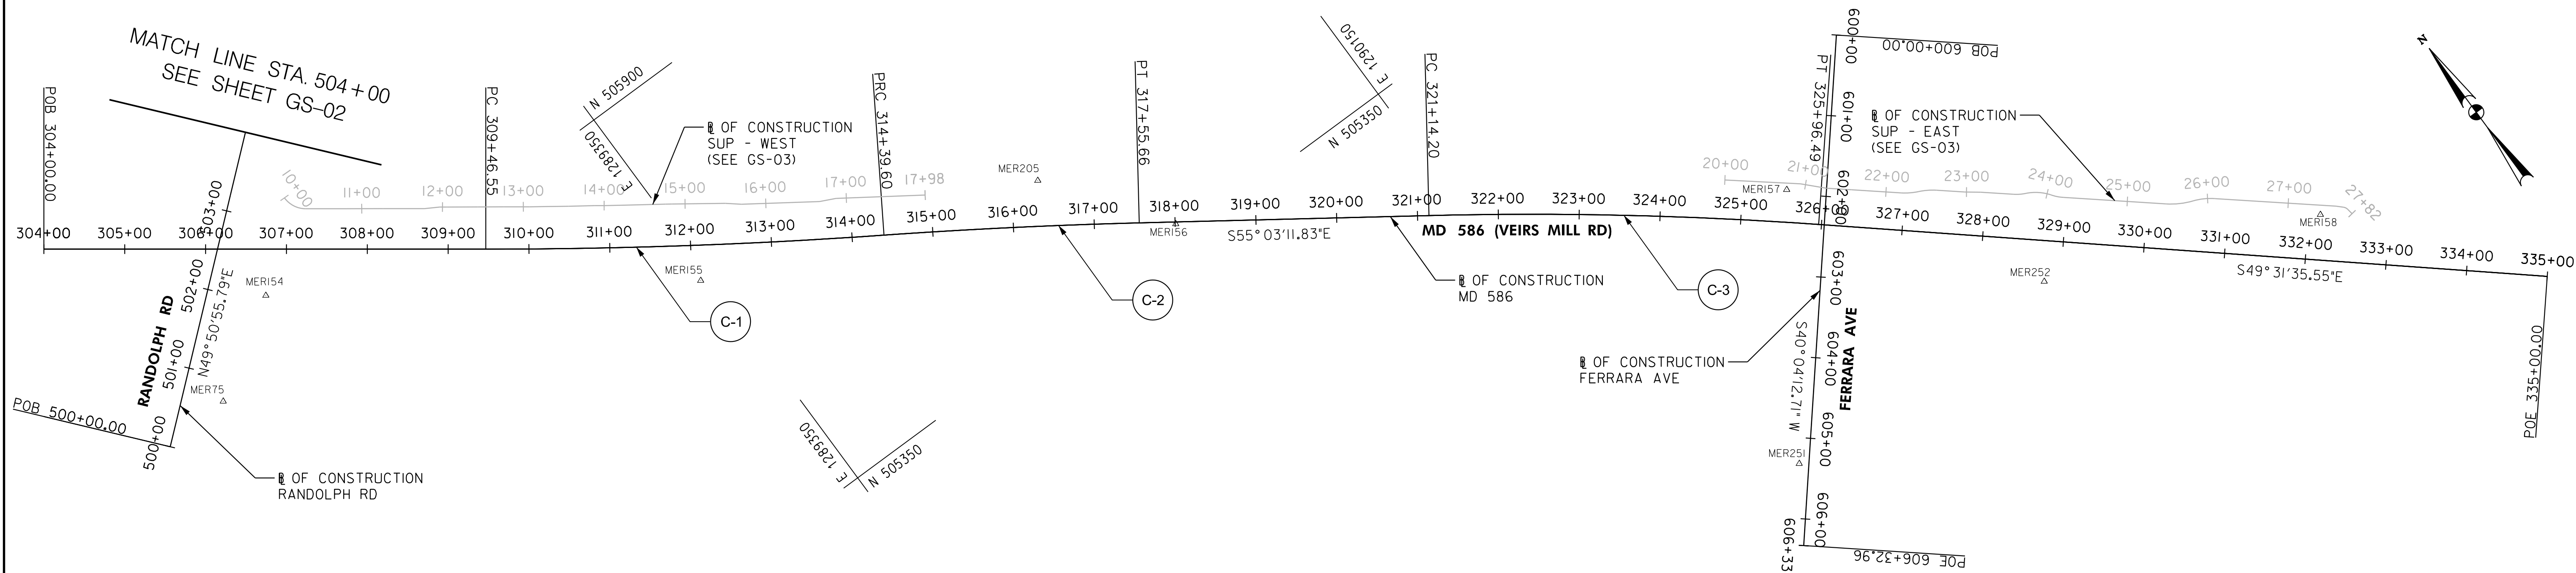 MATCH LINE STA. 504+00
SEE SHEET GS-02
POB 304+00.00
PC 309+46.55
N 505900
E 1289350
℄ OF CONSTRUCTION
SUP - WEST
(SEE GS-03)
PRC 314+39.60
MER205
PT 317+55.66
E 1290150
N 505350
PC 321+14.20
PT 325+96.49
600+00
POB 600+00.00
601+00
602+00
℄ OF CONSTRUCTION
SUP - EAST
(SEE GS-03)
N
10+00
11+00
12+00
13+00
14+00
15+00
16+00
17+00
17+98
20+00
21+00
22+00
23+00
24+00
25+00
26+00
27+00
27+82
MER157
MER158
304+00
305+00
306+00
307+00
308+00
309+00
310+00
311+00
312+00
313+00
314+00
315+00
316+00
317+00
318+00
319+00
320+00
321+00
322+00
323+00
324+00
325+00
326+00
327+00
328+00
329+00
330+00
331+00
332+00
333+00
334+00
335+00
503+00
502+00
501+00
500+00
RANDOLPH RD
N49°50'55.79"E
MER154
MER75
POB 500+00.00
℄ OF CONSTRUCTION
RANDOLPH RD
MER155
C-1
C-2
MER156
S55°03'11.83"E
MD 586 (VEIRS MILL RD)
℄ OF CONSTRUCTION
MD 586
C-3
E 1289350
N 505350
603+00
604+00
605+00
606+00
606+33
FERRARA AVE
S40°04'12.71" W
℄ OF CONSTRUCTION
FERRARA AVE
MER251
POE 606+32.96
MER252
S49°31'35.55"E
POE 335+00.00